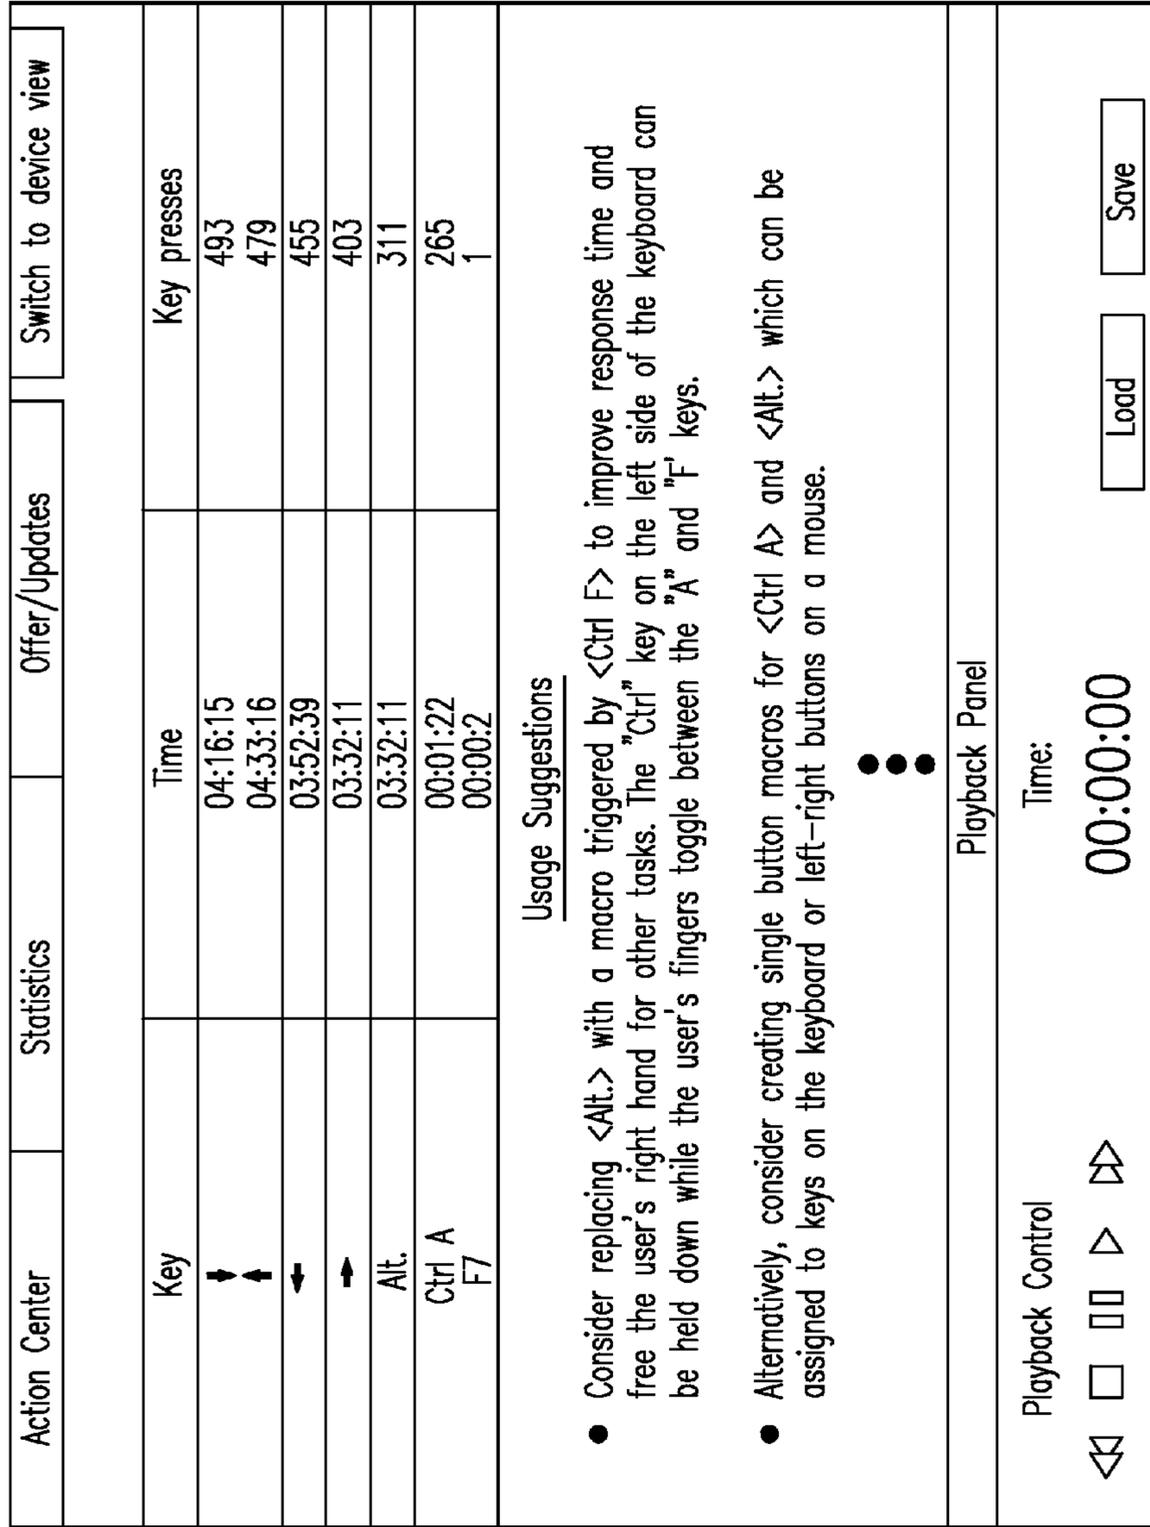 Action Center Statistics Offer/Updates Switch to device view
Key Time Key presses
↓ 04:16:15 493
↑ 04:33:16 479
← 03:52:39 455
→ 03:32:11 403
Alt. 03:32:11 311
Ctrl A 00:01:22 265
F7 00:00:2 1
Usage Suggestions
● Consider replacing <Alt.> with a macro triggered by <Ctrl F> to improve response time and
free the user's right hand for other tasks. The "Ctrl" key on the left side of the keyboard can
be held down while the user's fingers toggle between the "A" and "F' keys.
● Alternatively, consider creating single button macros for <Ctrl A> and <Alt.> which can be
assigned to keys on the keyboard or left-right buttons on a mouse.
Playback Panel
Playback Control Time:
00:00:00 Load Save